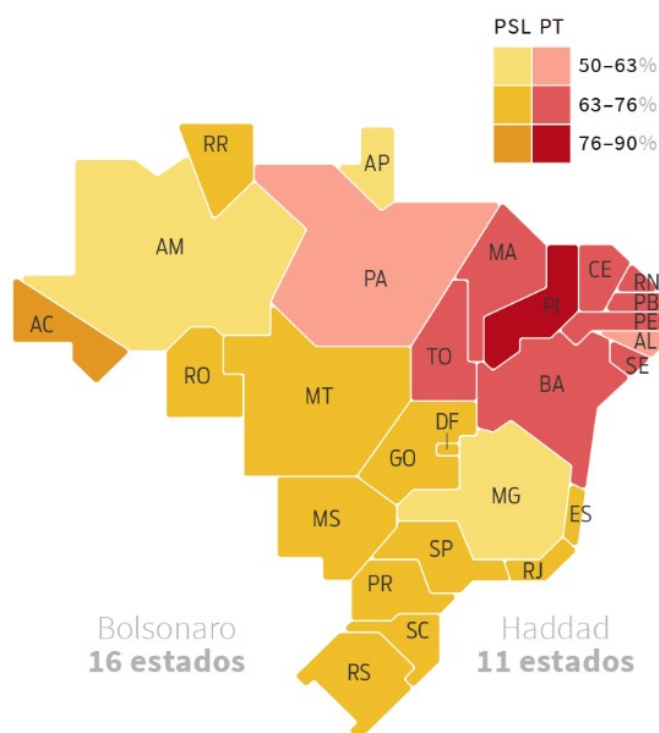 PSL PT
50–63%
63–76%
76–90%
RR
AP
AM
PA
MA
CE
RN
PB
PE
AL
SE
PI
AC
RO
TO
BA
MT
DF
GO
MG
ES
MS
SP
RJ
PR
SC
RS
Bolsonaro
16 estados
Haddad
11 estados